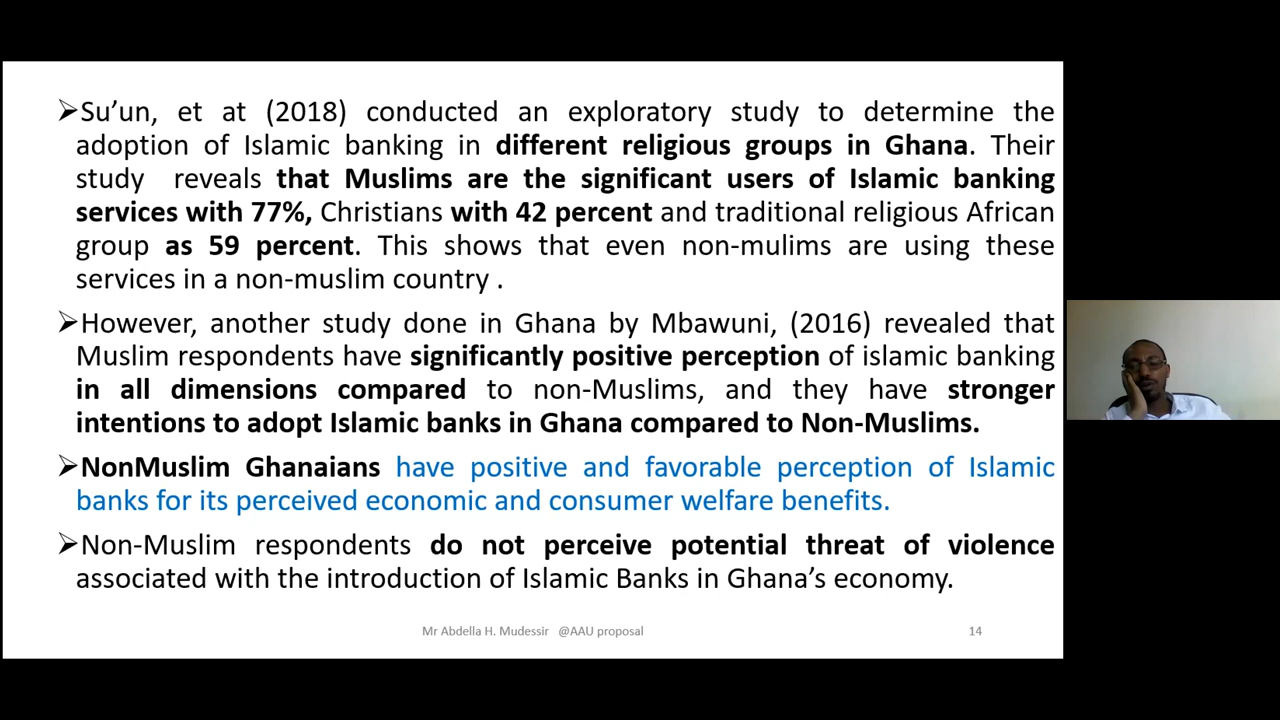 ➢Su’un, et at (2018) conducted an exploratory study to determine the
adoption of Islamic banking in different religious groups in Ghana. Their
study reveals that Muslims are the significant users of Islamic banking
services with 77%, Christians with 42 percent and traditional religious African
group as 59 percent. This shows that even non-mulims are using these
services in a non-muslim country .
➢However, another study done in Ghana by Mbawuni, (2016) revealed that
Muslim respondents have significantly positive perception of islamic banking
in all dimensions compared to non-Muslims, and they have stronger
intentions to adopt Islamic banks in Ghana compared to Non-Muslims.
➢NonMuslim Ghanaians have positive and favorable perception of Islamic
banks for its perceived economic and consumer welfare benefits.
➢Non-Muslim respondents do not perceive potential threat of violence
associated with the introduction of Islamic Banks in Ghana’s economy.
Mr Abdella H. Mudessir @AAU proposal 14